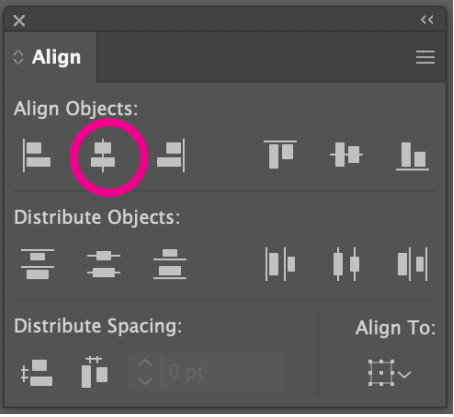 Align
Align Objects:
Distribute Objects:
Distribute Spacing:
Align To:
0 pt